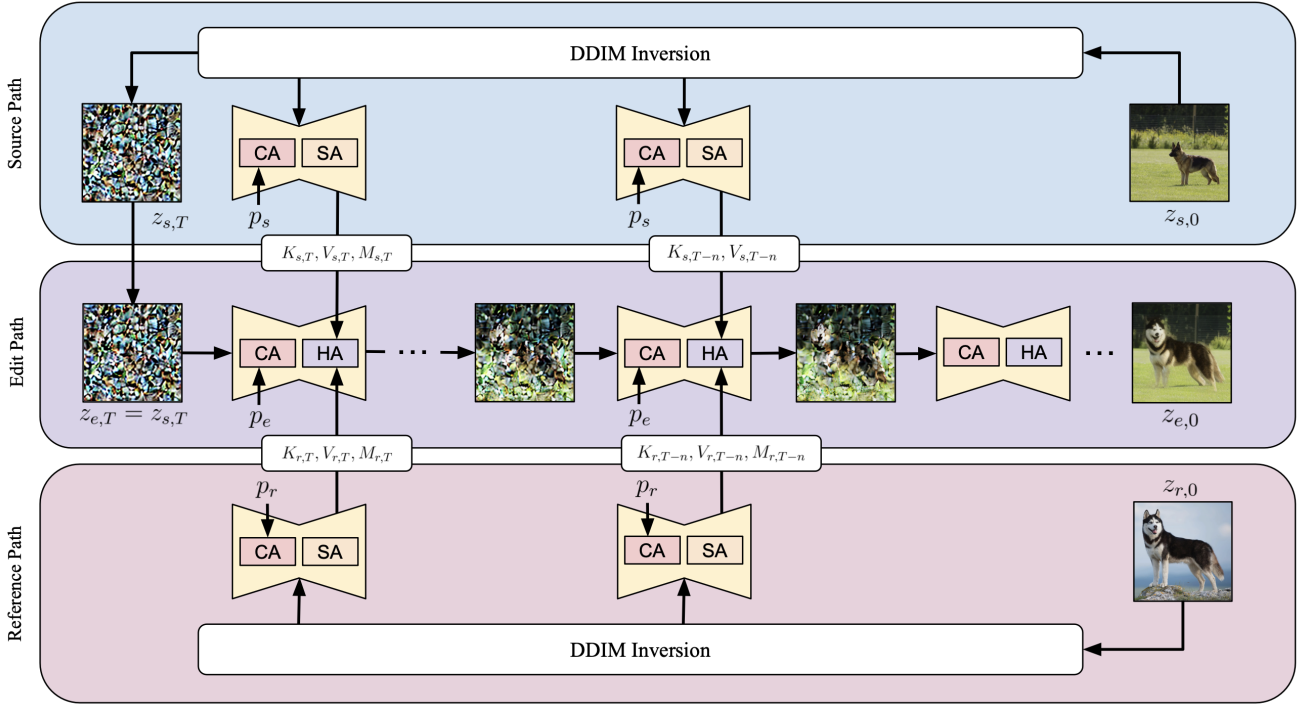 Source Path
DDIM Inversion
CA SA
CA SA
z_{s,T}
p_s
p_s
z_{s,0}
K_{s,T}, V_{s,T}, M_{s,T}
K_{s,T-n}, V_{s,T-n}
Edit Path
CA HA
...
CA HA
CA HA
...
z_{e,T} = z_{s,T}
p_e
p_e
z_{e,0}
K_{r,T}, V_{r,T}, M_{r,T}
K_{r,T-n}, V_{r,T-n}, M_{r,T-n}
Reference Path
p_r
p_r
z_{r,0}
CA SA
CA SA
DDIM Inversion